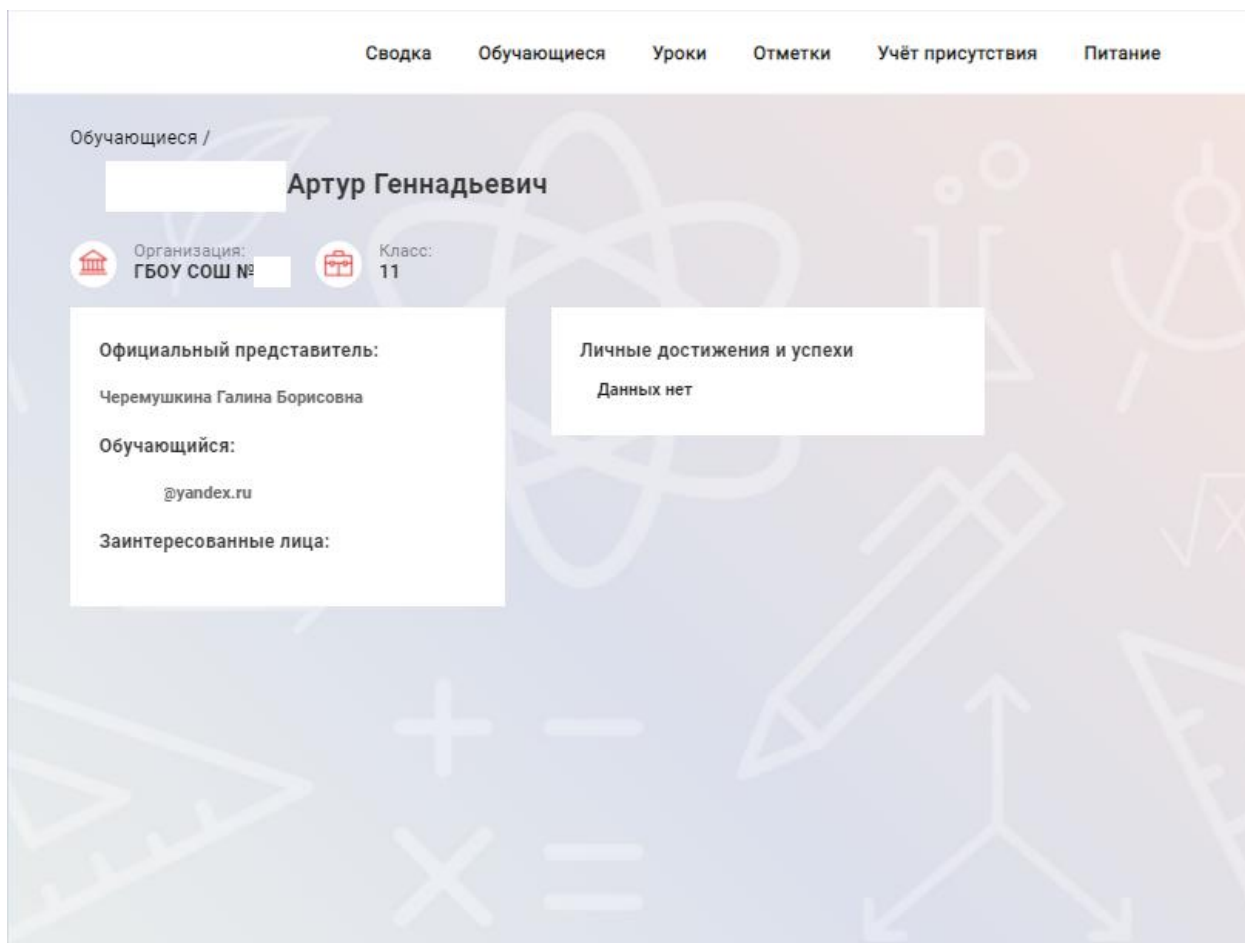 Сводка Обучающиеся Уроки Отметки Учёт присутствия Питание
Обучающиеся /
Артур Геннадьевич
Организация:
ГБОУ СОШ №
Класс:
11
Официальный представитель:
Черемушкина Галина Борисовна
Обучающийся:
@yandex.ru
Заинтересованные лица:
Личные достижения и успехи
Данных нет